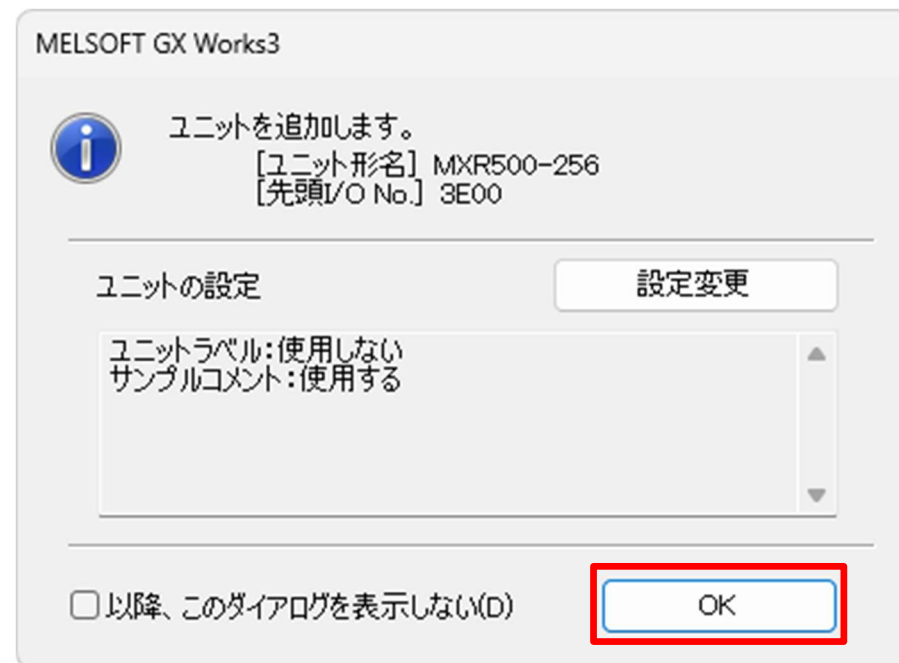 MELSOFT GX Works3
ユニットを追加します。
[ユニット形名] MXR500-256
[先頭I/O No.] 3E00
ユニットの設定
設定変更
ユニットラベル:使用しない
サンプルコメント:使用する
以降、このダイアログを表示しない(D)
OK